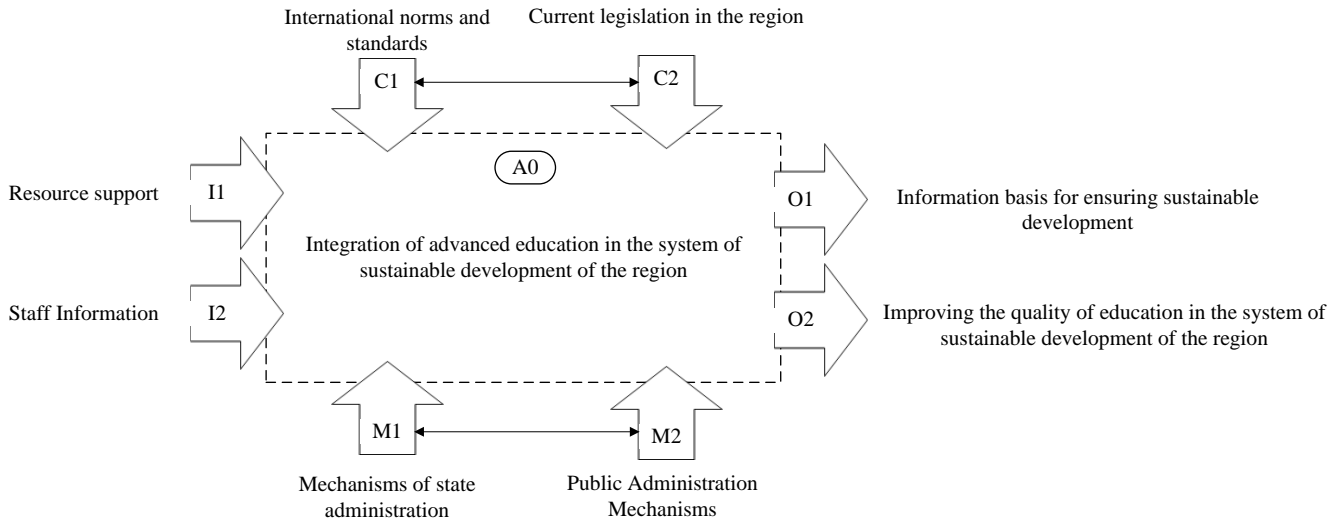 International norms and
standards
Current legislation in the region
C1
C2
A0
Resource support
I1
O1
Information basis for ensuring sustainable
development
Integration of advanced education in the system of
sustainable development of the region
Staff Information
I2
O2
Improving the quality of education in the system of
sustainable development of the region
M1
M2
Mechanisms of state
administration
Public Administration
Mechanisms